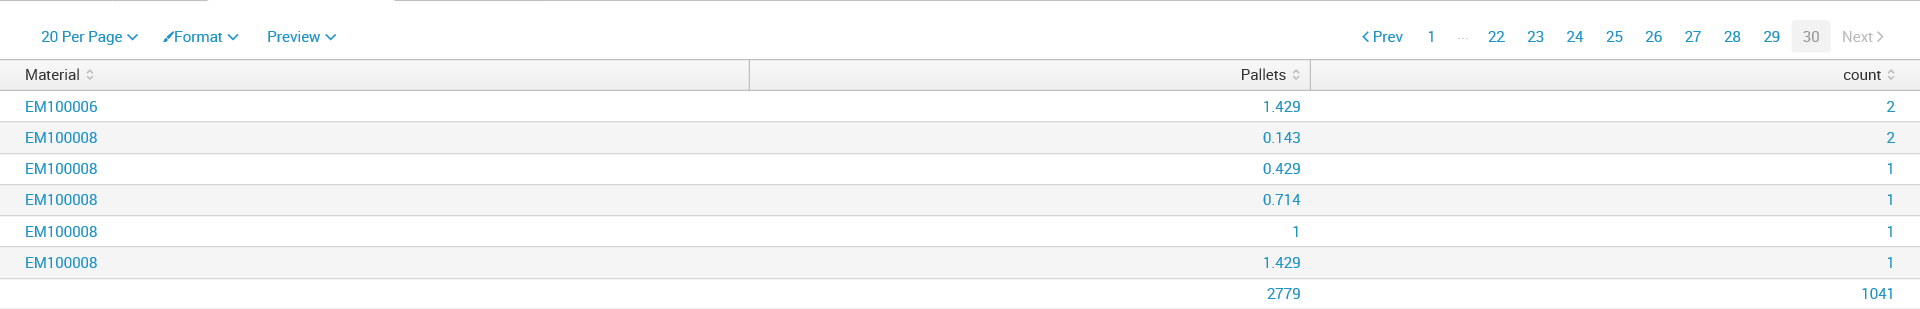 20 Per Page Format Preview Prev 1 ... 22 23 24 25 26 27 28 29 30 Next
Material Pallets count
EM100006 1.429 2
EM100008 0.143 2
EM100008 0.429 1
EM100008 0.714 1
EM100008 1 1
EM100008 1.429 1
2779 1041